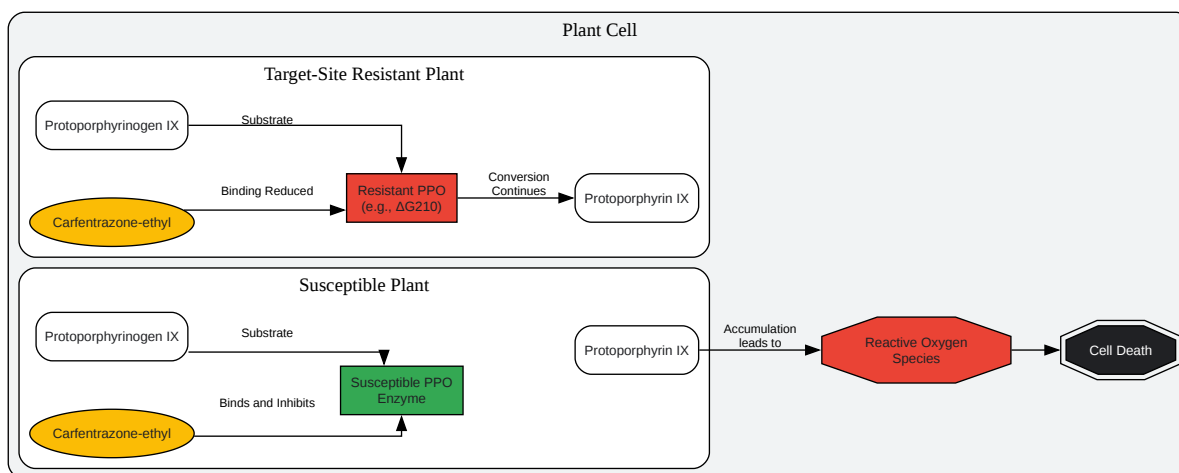 Plant Cell
Target-Site Resistant Plant
Protoporphyrinogen IX
Substrate
Carfentrazone-ethyl
Binding Reduced
Resistant PPO
(e.g., ΔG210)
Conversion
Continues
Protoporphyrin IX
Susceptible Plant
Protoporphyrinogen IX
Substrate
Carfentrazone-ethyl
Binds and Inhibits
Susceptible PPO
Enzyme
Protoporphyrin IX
Accumulation
leads to
Reactive Oxygen
Species
Cell Death